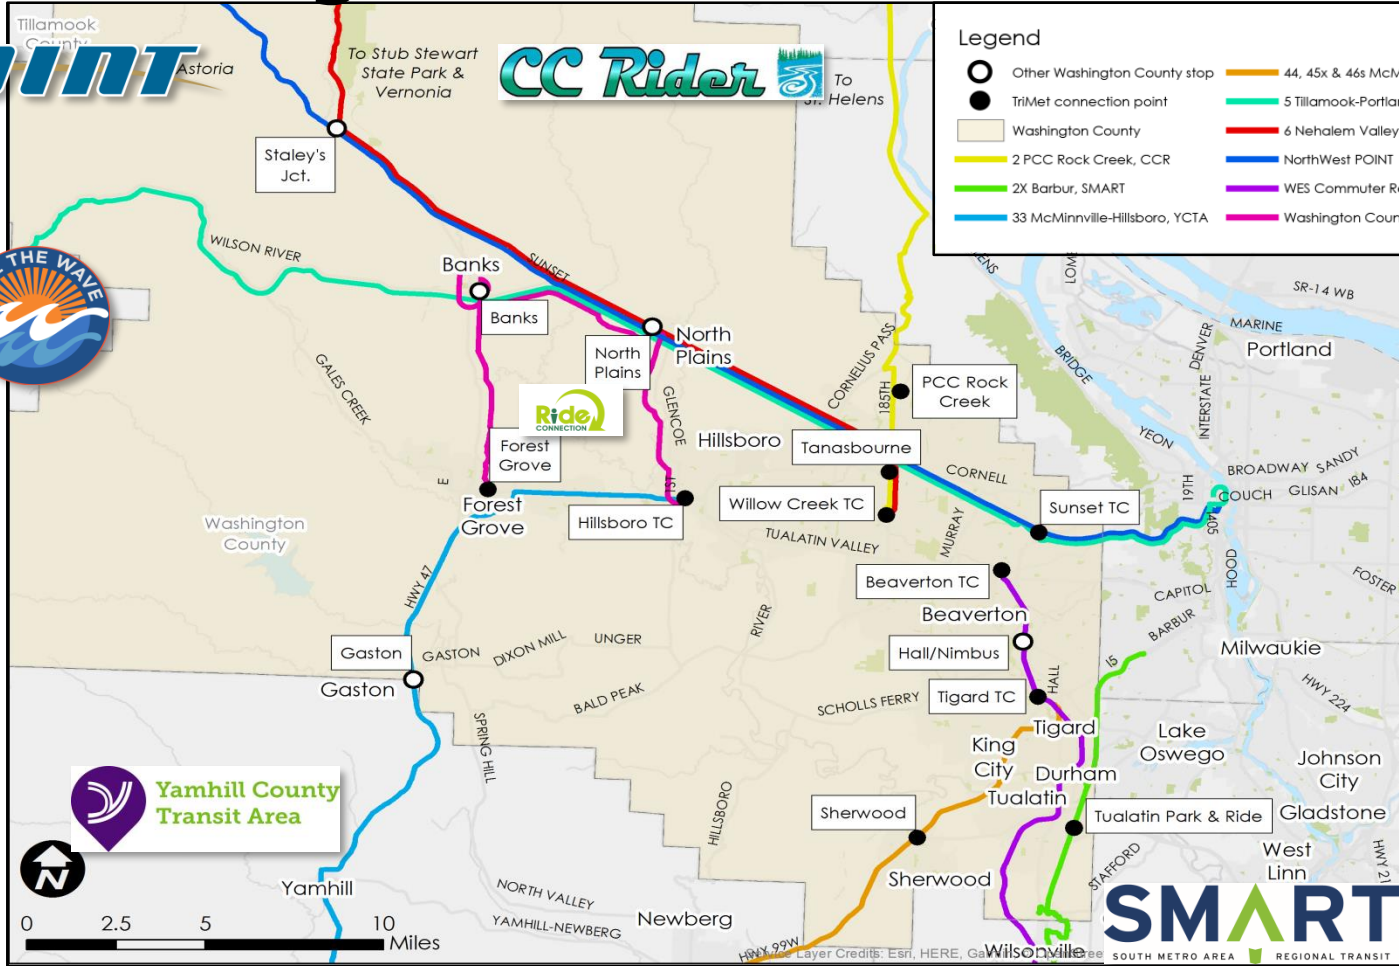 Tillamook
County
Astoria
To Stub Stewart
State Park &
Vernonia
CC Rider
To
St. Helens
Legend
Other Washington County stop
TriMet connection point
Washington County
2 PCC Rock Creek, CCR
2X Barbur, SMART
33 McMinnville-Hillsboro, YCTA
44, 45x & 46s McM
5 Tillamook-Portlan
6 Nehalem Valley
NorthWest POINT
WES Commuter Ra
Washington Coun
Staley's
Jct.
WILSON RIVER
THE WAVE
Banks
SUNSET
Banks
North
Plains
North
Plains
GALES CREEK
Ride
CONNECTION
GLENCOE
CORNELIUS PASS
185TH
PCC Rock
Creek
BRIDGE
INTERSTATE
DENVER
SR-14 WB
MARINE
Portland
Forest
Grove
Hillsboro
Tanasbourne
CORNELL
YEON
19TH
BROADWAY
SANDY
COUCH
GLISAN
I84
I405
E
Forest
Grove
1ST
Hillsboro TC
Willow Creek TC
MURRAY
Sunset TC
Washington
County
TUALATIN VALLEY
HOOD
HWY 47
Beaverton TC
CAPITOL
FOSTER
Beaverton
BARBUR
Gaston
GASTON
DIXON MILL
UNGER
RIVER
Hall/Nimbus
I5
Milwaukie
Gaston
BALD PEAK
SCHOLLS FERRY
Tigard TC
HALL
HWY 224
SPRING HILL
Tigard
King
City
Lake
Oswego
Durham
Johnson
City
Tualatin
Yamhill County
Transit Area
HILLSBORO
Sherwood
Tualatin Park & Ride
Gladstone
STAFFORD
West
Linn
HWY 21
N
Yamhill
NORTH VALLEY
Sherwood
0 2.5 5 10
Miles
YAMHILL-NEWBERG
Newberg
HWY 99W
Wilsonville
SMART
SOUTH METRO AREA REGIONAL TRANSIT